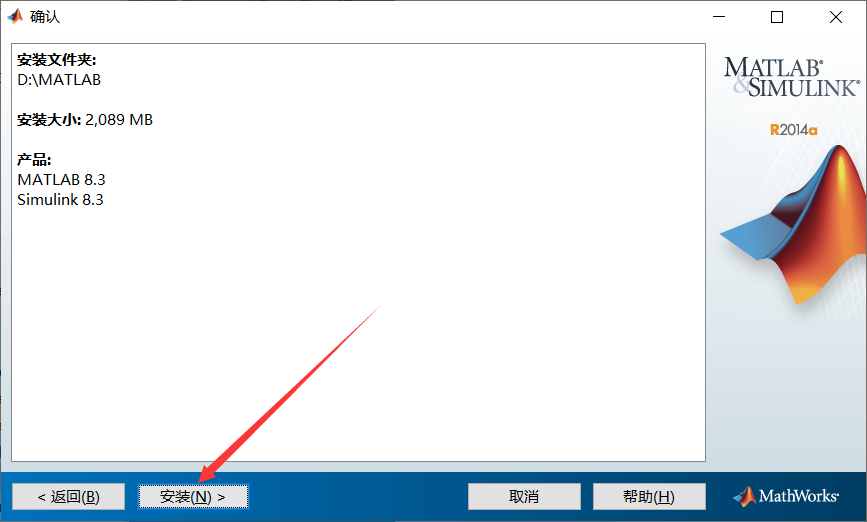 确认
安装文件夹:
D:\MATLAB
安装大小: 2,089 MB
产品:
MATLAB 8.3
Simulink 8.3
MATLAB®
&SIMULINK®
R2014a
< 返回(B)
安装(N) >
取消
帮助(H)
MathWorks®